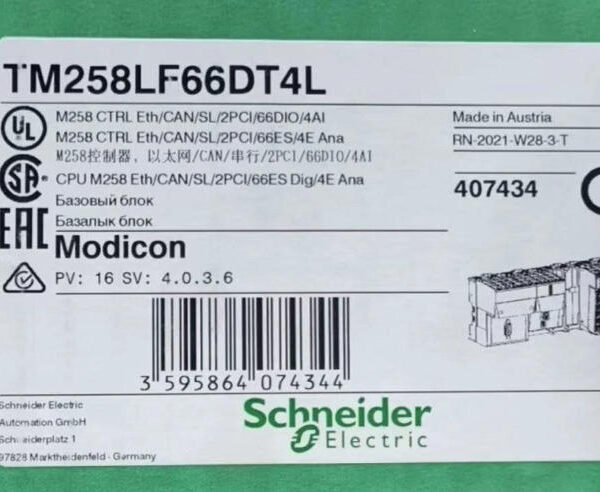 TM258LF66DT4L
M258 CTRL Eth/CAN/SL/2PCI/66DIO/4AI
M258 CTRL Eth/CAN/SL/2PCI/66ES/4E Ana
M258控制器，以太网/CAN/串行/2PCI/66DIO/4AI
CPU M258 Eth/CAN/SL/2PCI/66ES Dig/4E Ana
Базовый блок
Базалык блок
Modicon
PV: 16 SV: 4.0.3.6
UL
SA
EAC
Made in Austria
RN-2021-W28-3-T
407434
3 595864 074344
Schneider Electric
Automation GmbH
Schneiderplatz 1
97828 Marktheidenfeld - Germany
Schneider
Electric